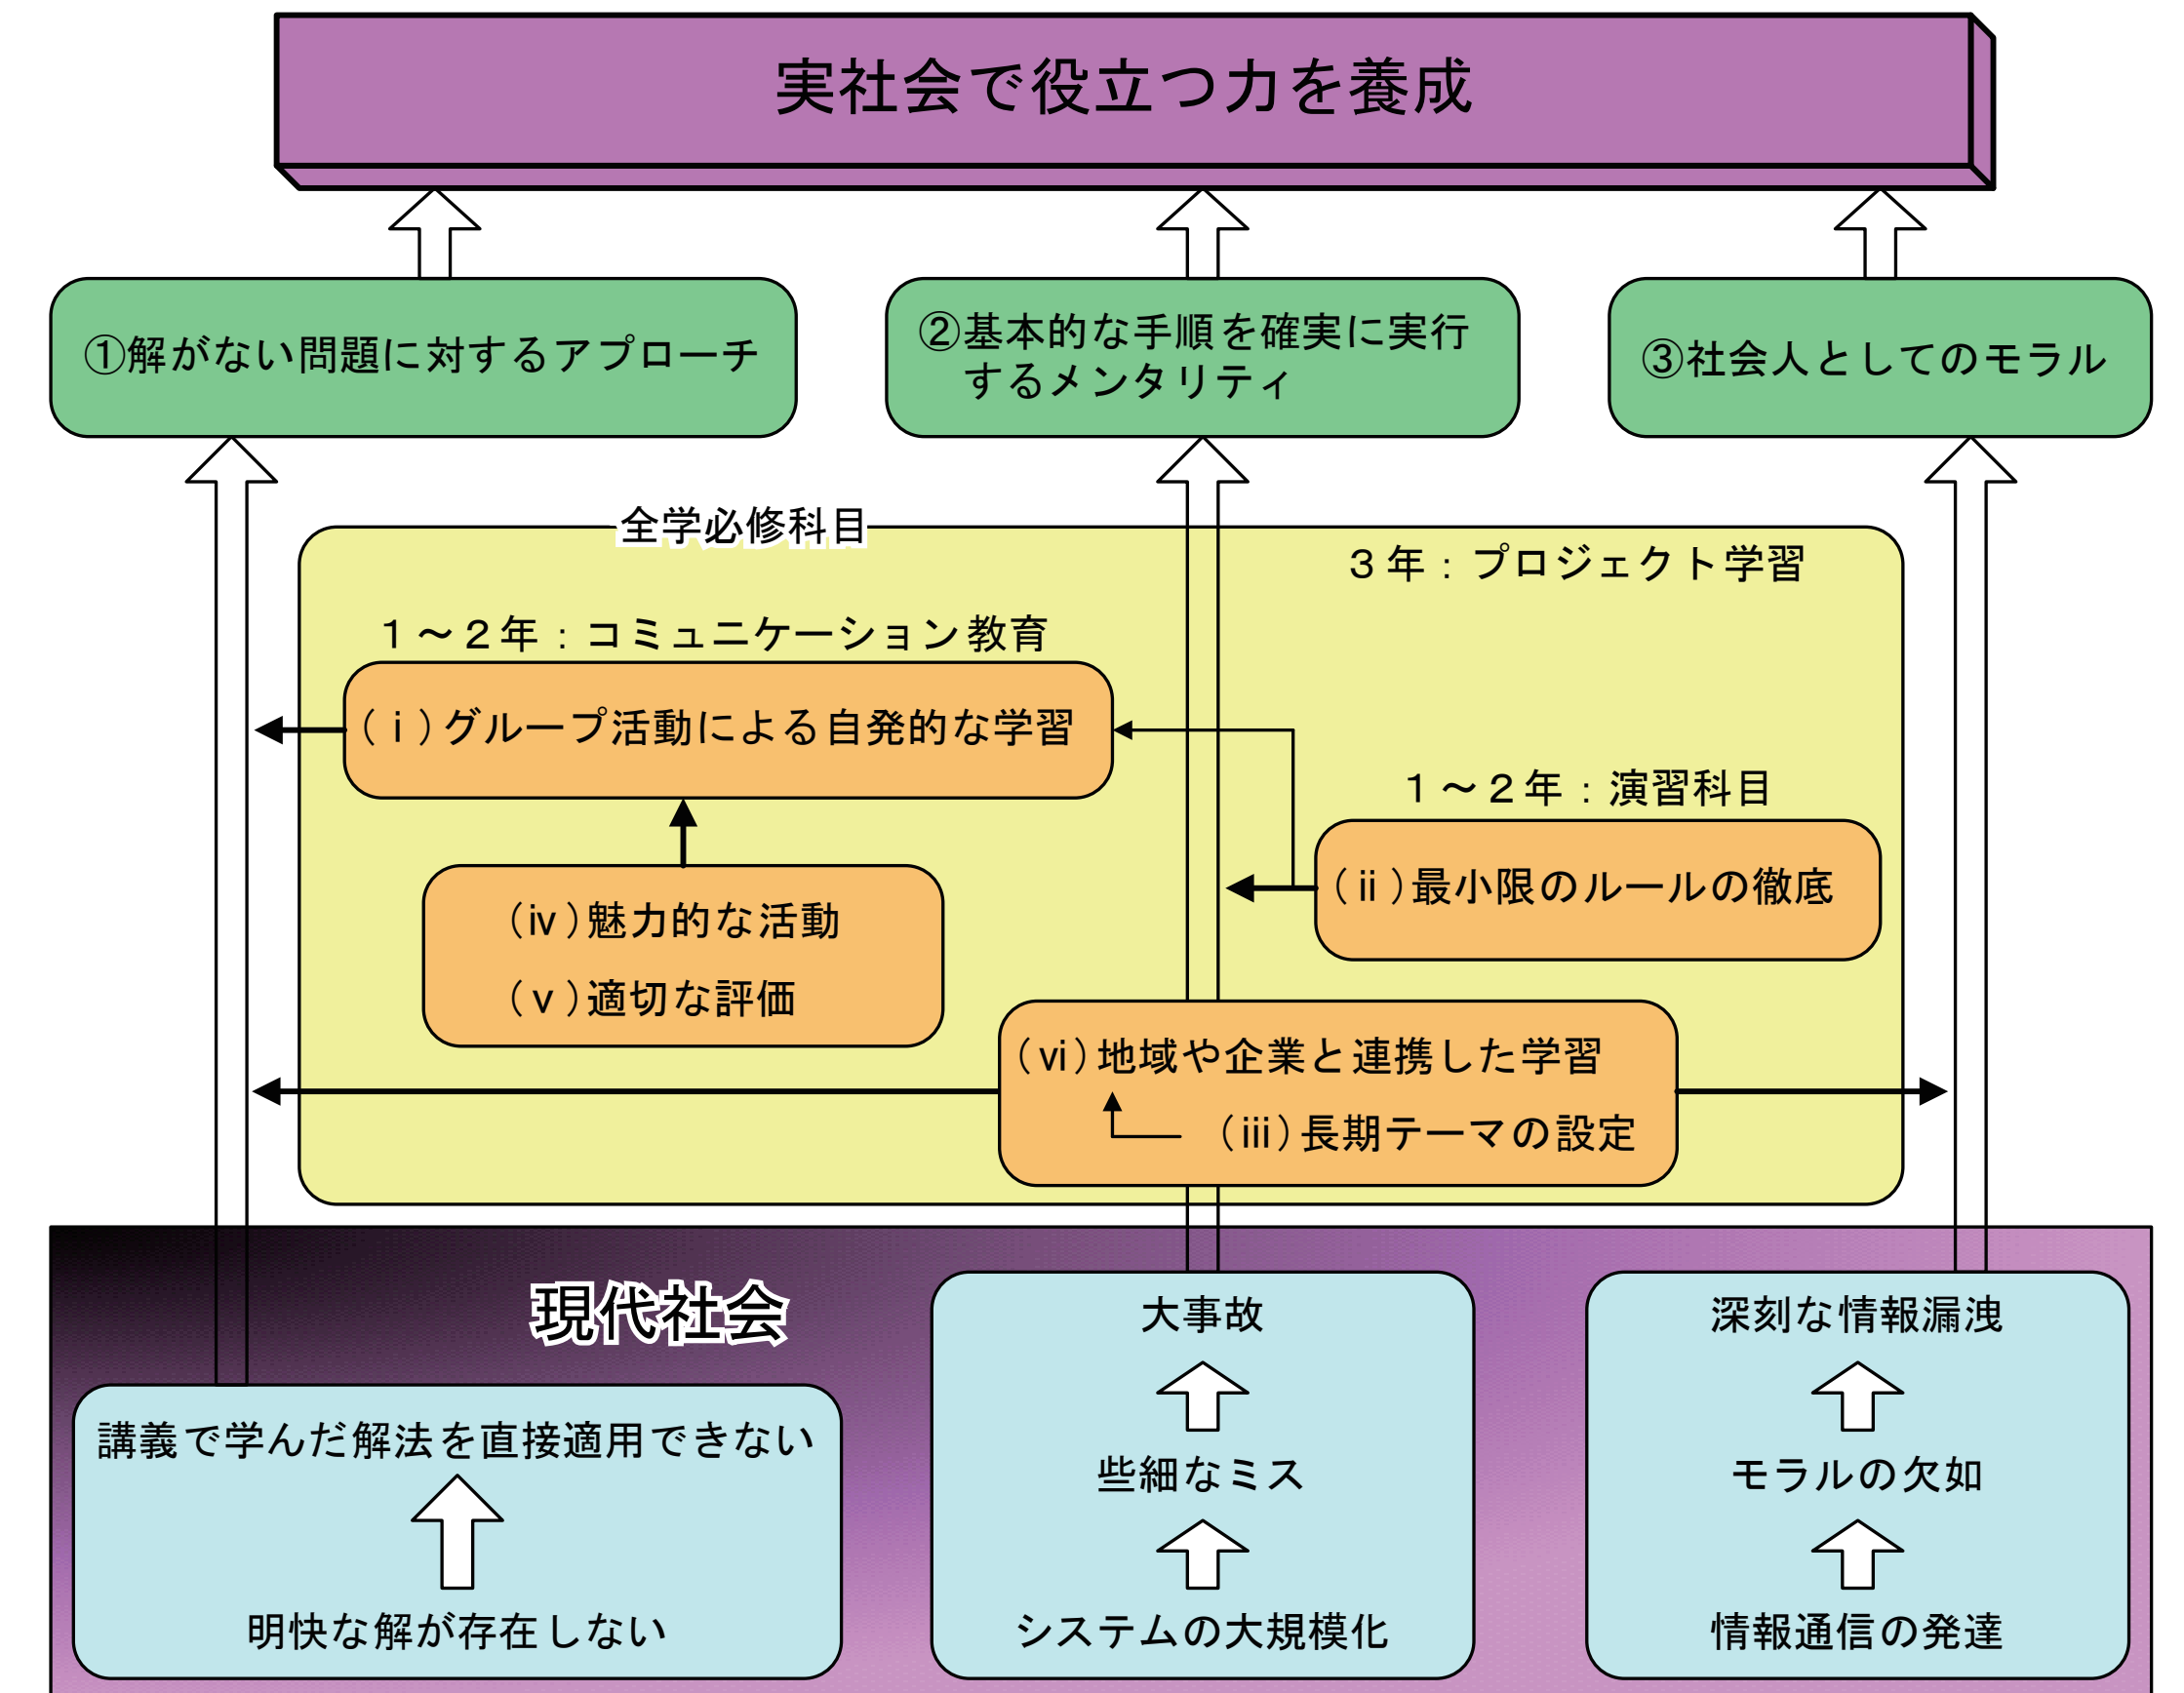 実社会で役立つ力を養成
①解がない問題に対するアプローチ
②基本的な手順を確実に実行
するメンタリティ
③社会人としてのモラル
全学必修科目
３年：プロジェクト学習
１～２年：コミュニケーション教育
（ⅰ）グループ活動による自発的な学習
１～２年：演習科目
（ⅱ）最小限のルールの徹底
（ⅳ）魅力的な活動
（ⅴ）適切な評価
（ⅵ）地域や企業と連携した学習
（ⅲ）長期テーマの設定
現代社会
講義で学んだ解法を直接適用できない
明快な解が存在しない
大事故
些細なミス
システムの大規模化
深刻な情報漏洩
モラルの欠如
情報通信の発達